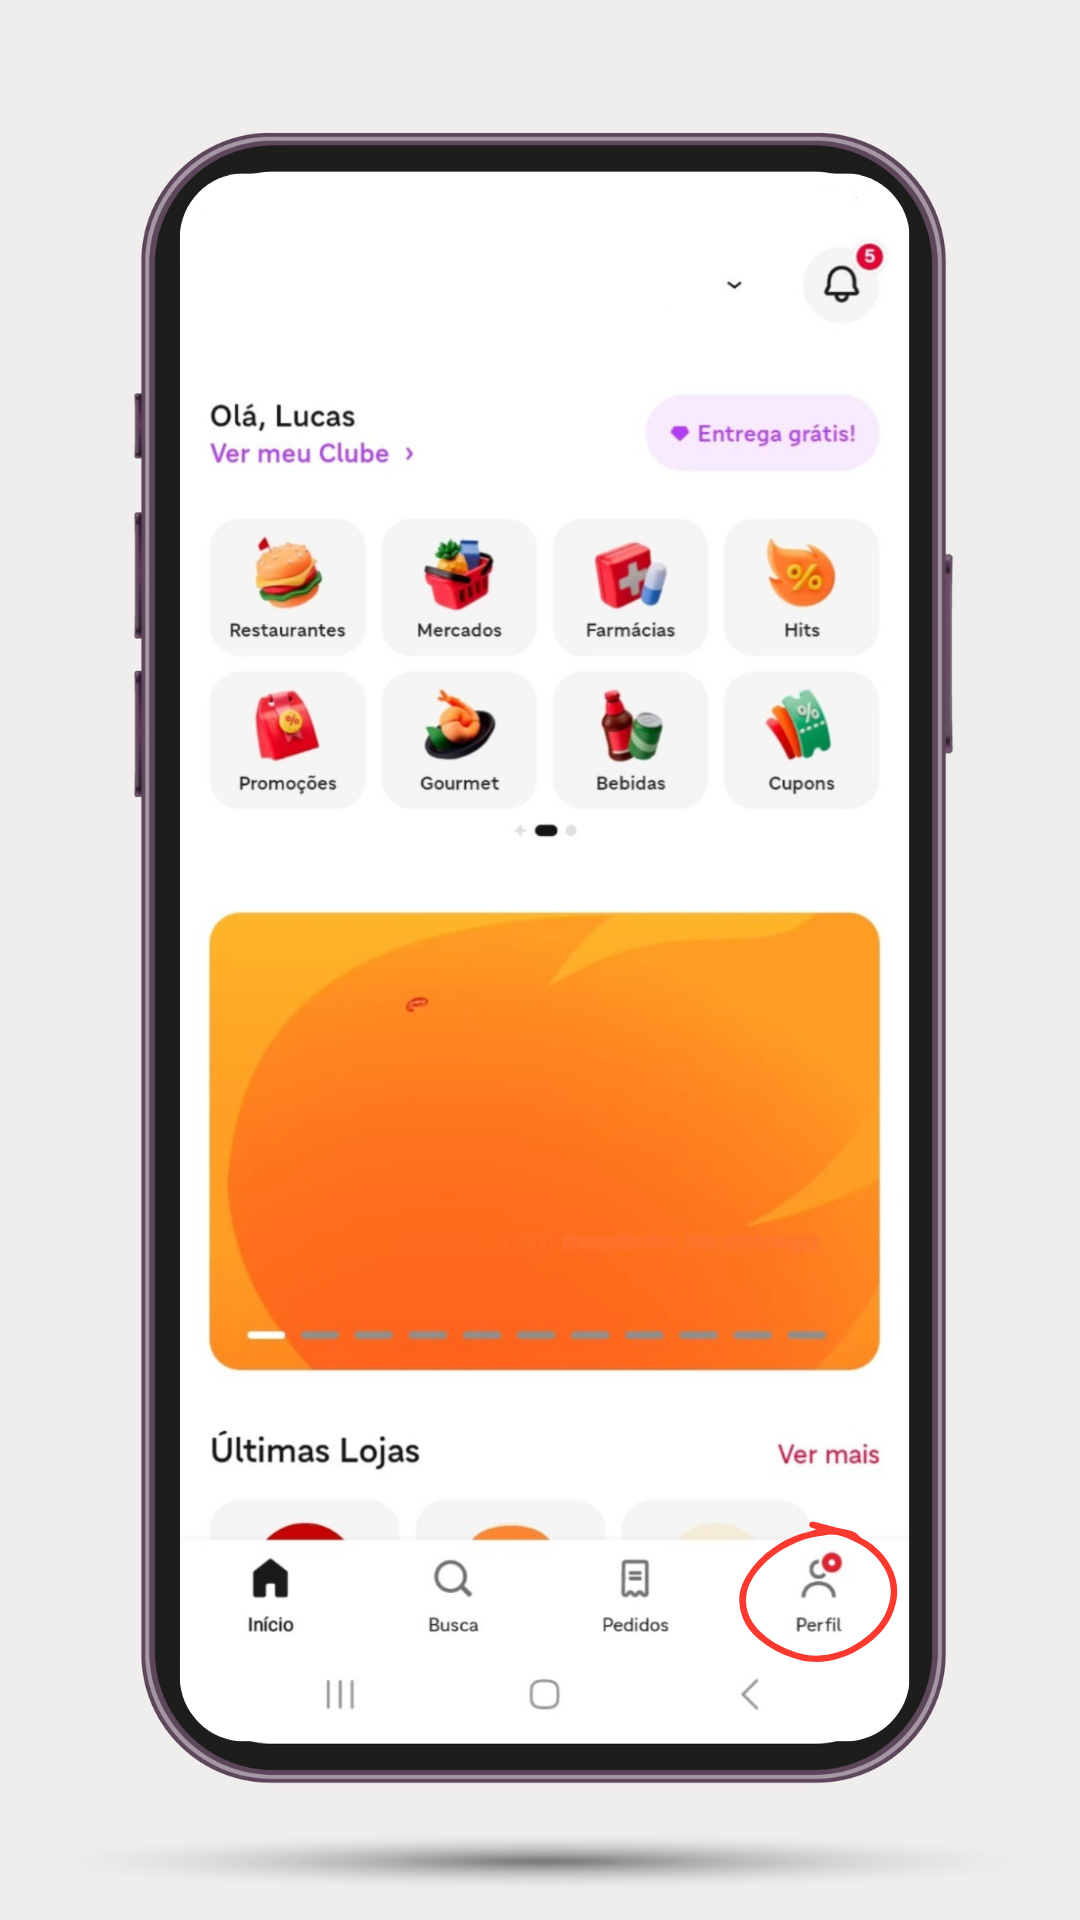 5
Olá, Lucas
Ver meu Clube
Entrega grátis!
Restaurantes
Mercados
Farmácias
Hits
Promoções
Gourmet
Bebidas
Cupons
Últimas Lojas
Ver mais
Início
Busca
Pedidos
Perfil